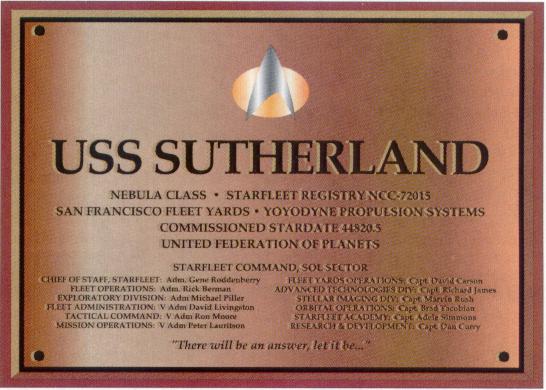 USS SUTHERLAND
NEBULA CLASS • STARFLEET REGISTRY NCC-72015
SAN FRANCISCO FLEET YARDS • YOYODYNE PROPULSION SYSTEMS
COMMISSIONED STARDATE 44820.5
UNITED FEDERATION OF PLANETS
STARFLEET COMMAND, SOL SECTOR
CHIEF OF STAFF, STARFLEET: Adm. Gene Roddenberry
FLEET OPERATIONS: Adm. Rick Berman
EXPLORATORY DIVISION: Adm Michael Piller
FLEET ADMINISTRATION: V Adm David Livingston
TACTICAL COMMAND: V Adm Ron Moore
MISSION OPERATIONS: V Adm Peter Lauritson
FLEET YARDS OPERATIONS: Capt. David Carson
ADVANCED TECHNOLOGIES DIV: Capt. Richard James
STELLAR IMAGING DIV: Capt. Marvin Rush
ORBITAL OPERATIONS: Capt. Brad Yacobian
STARFLEET ACADEMY: Capt. Adele Simmons
RESEARCH & DEVELOPMENT: Capt. Dan Curry
"There will be an answer, let it be..."